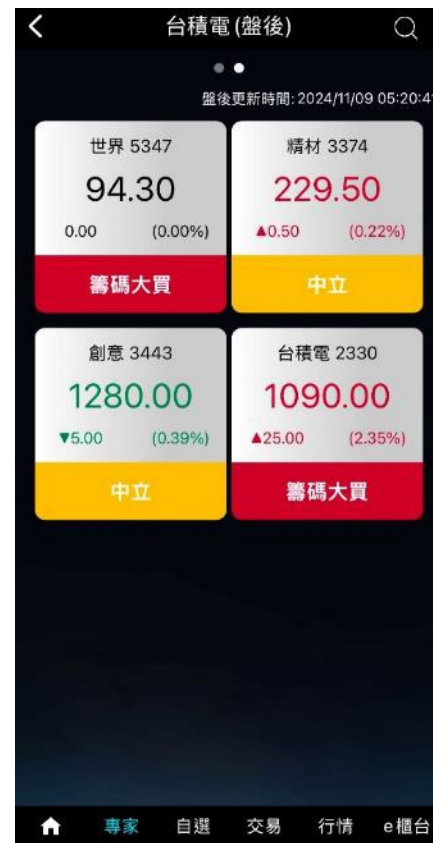 台積電(盤後)
盤後更新時間: 2024/11/09 05:20:41
世界 5347
94.30
0.00 (0.00%)
籌碼大買
精材 3374
229.50
▲0.50 (0.22%)
中立
創意 3443
1280.00
▼5.00 (0.39%)
中立
台積電 2330
1090.00
▲25.00 (2.35%)
籌碼大買
專家 自選 交易 行情 e櫃台